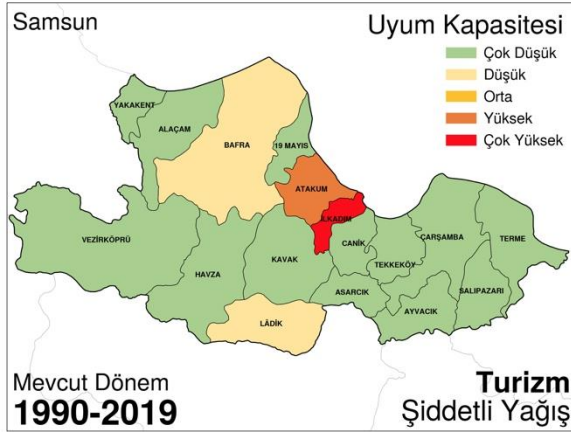 Samsun
Uyum Kapasitesi
Çok Düşük
Düşük
Orta
Yüksek
Çok Yüksek
YAKAKENT
ALAÇAM
BAFRA
19 MAYIS
ATAKUM
İLKADIM
VEZİRKÖPRÜ
HAVZA
KAVAK
CANİK
TEKKEKÖY
ÇARŞAMBA
TERME
ASARCIK
SALIPAZARI
AYVACIK
LÂDİK
Mevcut Dönem
1990-2019
Turizm
Şiddetli Yağış